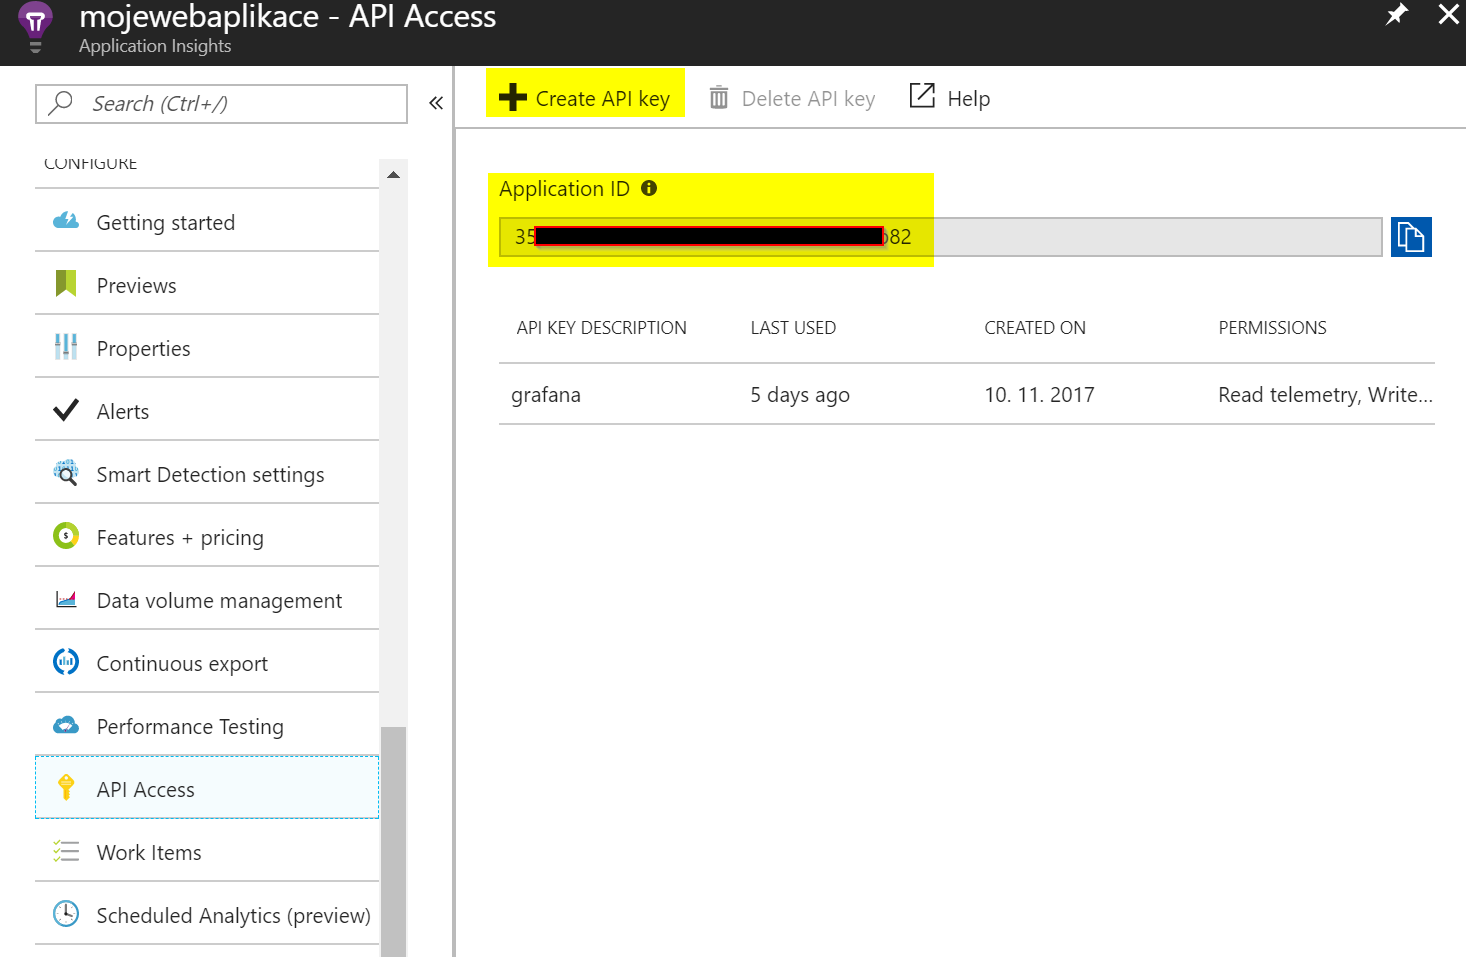 mojewebaplikace - API Access
Application Insights
Search (Ctrl+/)
«
CONFIGURE
Getting started
Previews
Properties
Alerts
Smart Detection settings
Features + pricing
Data volume management
Continuous export
Performance Testing
API Access
Work Items
Scheduled Analytics (preview)
Create API key
Delete API key
Help
Application ID
35 b82
API KEY DESCRIPTION LAST USED CREATED ON PERMISSIONS
grafana 5 days ago 10. 11. 2017 Read telemetry, Write...